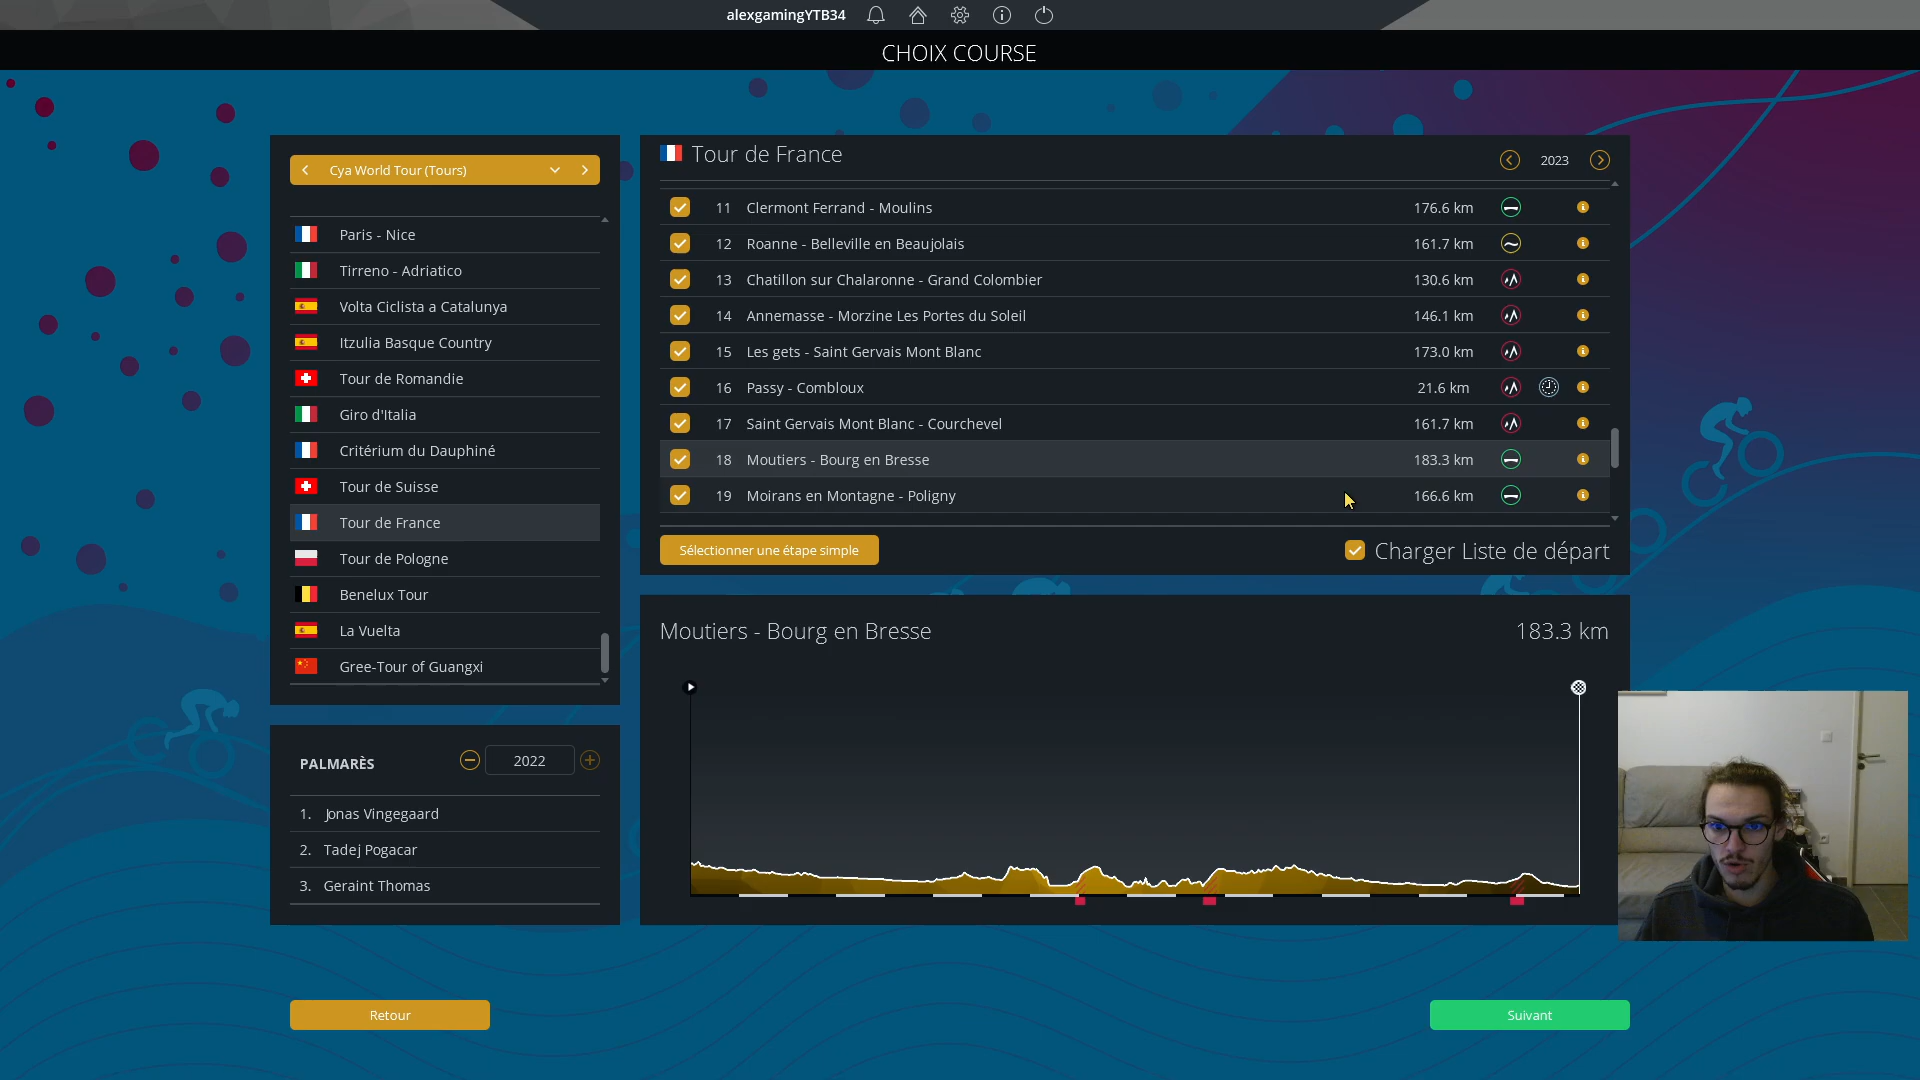 alexgamingYTB34
CHOIX COURSE
Cya World Tour (Tours)
Paris - Nice
Tirreno - Adriatico
Volta Ciclista a Catalunya
Itzulia Basque Country
Tour de Romandie
Giro d'Italia
Critérium du Dauphiné
Tour de Suisse
Tour de France
Tour de Pologne
Benelux Tour
La Vuelta
Gree-Tour of Guangxi
PALMARÈS 2022
1. Jonas Vingegaard
2. Tadej Pogacar
3. Geraint Thomas
Tour de France 2023
11 Clermont Ferrand - Moulins 176.6 km
12 Roanne - Belleville en Beaujolais 161.7 km
13 Chatillon sur Chalaronne - Grand Colombier 130.6 km
14 Annemasse - Morzine Les Portes du Soleil 146.1 km
15 Les gets - Saint Gervais Mont Blanc 173.0 km
16 Passy - Combloux 21.6 km
17 Saint Gervais Mont Blanc - Courchevel 161.7 km
18 Moutiers - Bourg en Bresse 183.3 km
19 Moirans en Montagne - Poligny 166.6 km
Sélectionner une étape simple
Charger Liste de départ
Moutiers - Bourg en Bresse 183.3 km
Retour
Suivant